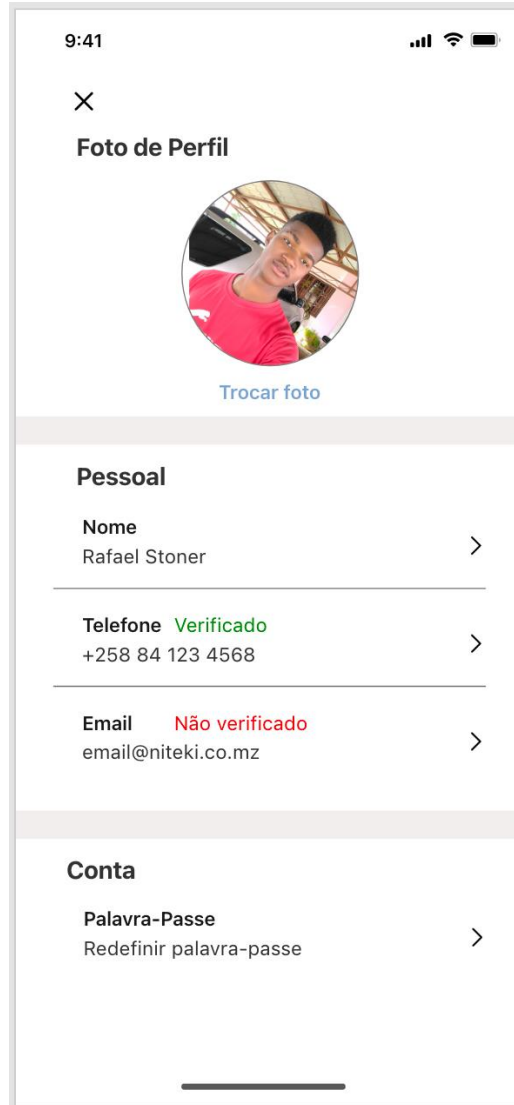 9:41
Foto de Perfil
Trocar foto
Pessoal
Nome
Rafael Stoner
Telefone Verificado
+258 84 123 4568
Email Não verificado
email@niteki.co.mz
Conta
Palavra-Passe
Redefinir palavra-passe